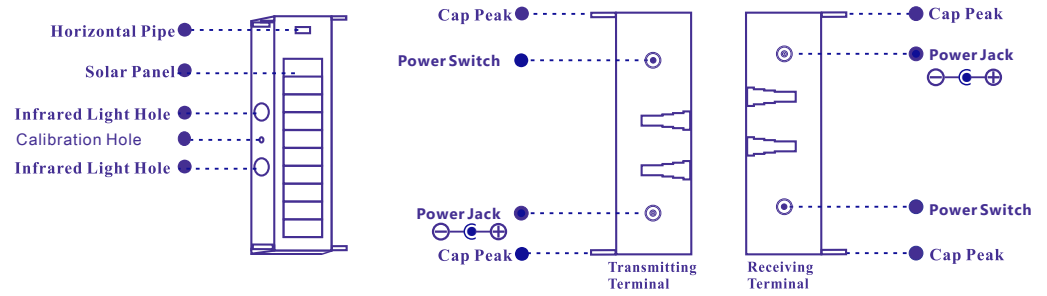 Horizontal Pipe
Solar Panel
Infrared Light Hole
Calibration Hole
Infrared Light Hole
Cap Peak
Power Switch
Power Jack
Cap Peak
Transmitting
Terminal
Cap Peak
Power Jack
Power Switch
Cap Peak
Receiving
Terminal